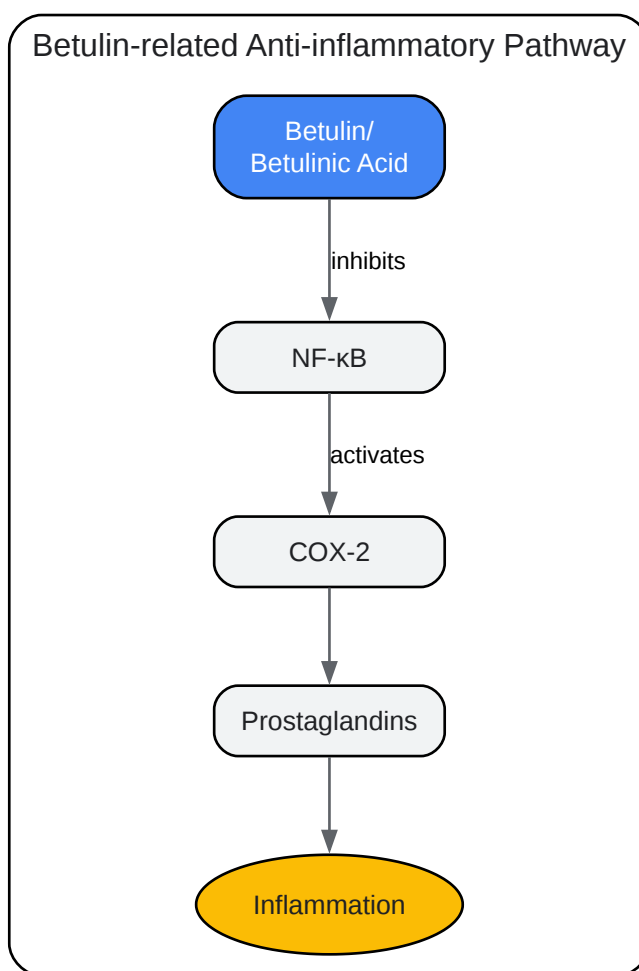 Betulin-related Anti-inflammatory Pathway
Betulin/
Betulinic Acid
inhibits
NF-κB
activates
COX-2
Prostaglandins
Inflammation